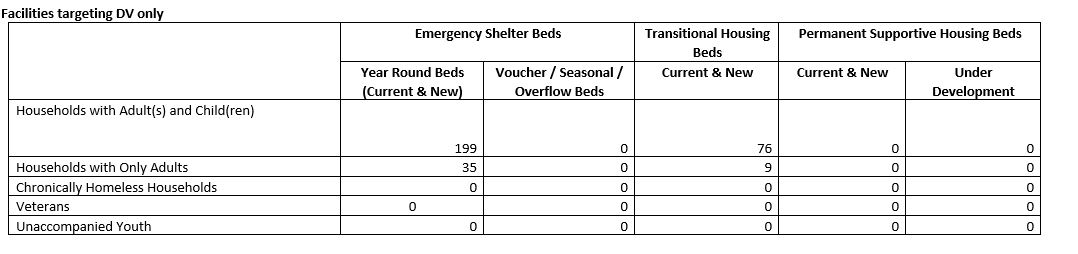 Facilities targeting DV only
Emergency Shelter Beds Transitional Housing Beds Permanent Supportive Housing Beds
Year Round Beds (Current & New) Voucher / Seasonal / Overflow Beds Current & New Current & New Under Development
Households with Adult(s) and Child(ren) 199 0 76 0 0
Households with Only Adults 35 0 9 0 0
Chronically Homeless Households 0 0 0 0 0
Veterans 0 0 0 0 0
Unaccompanied Youth 0 0 0 0 0